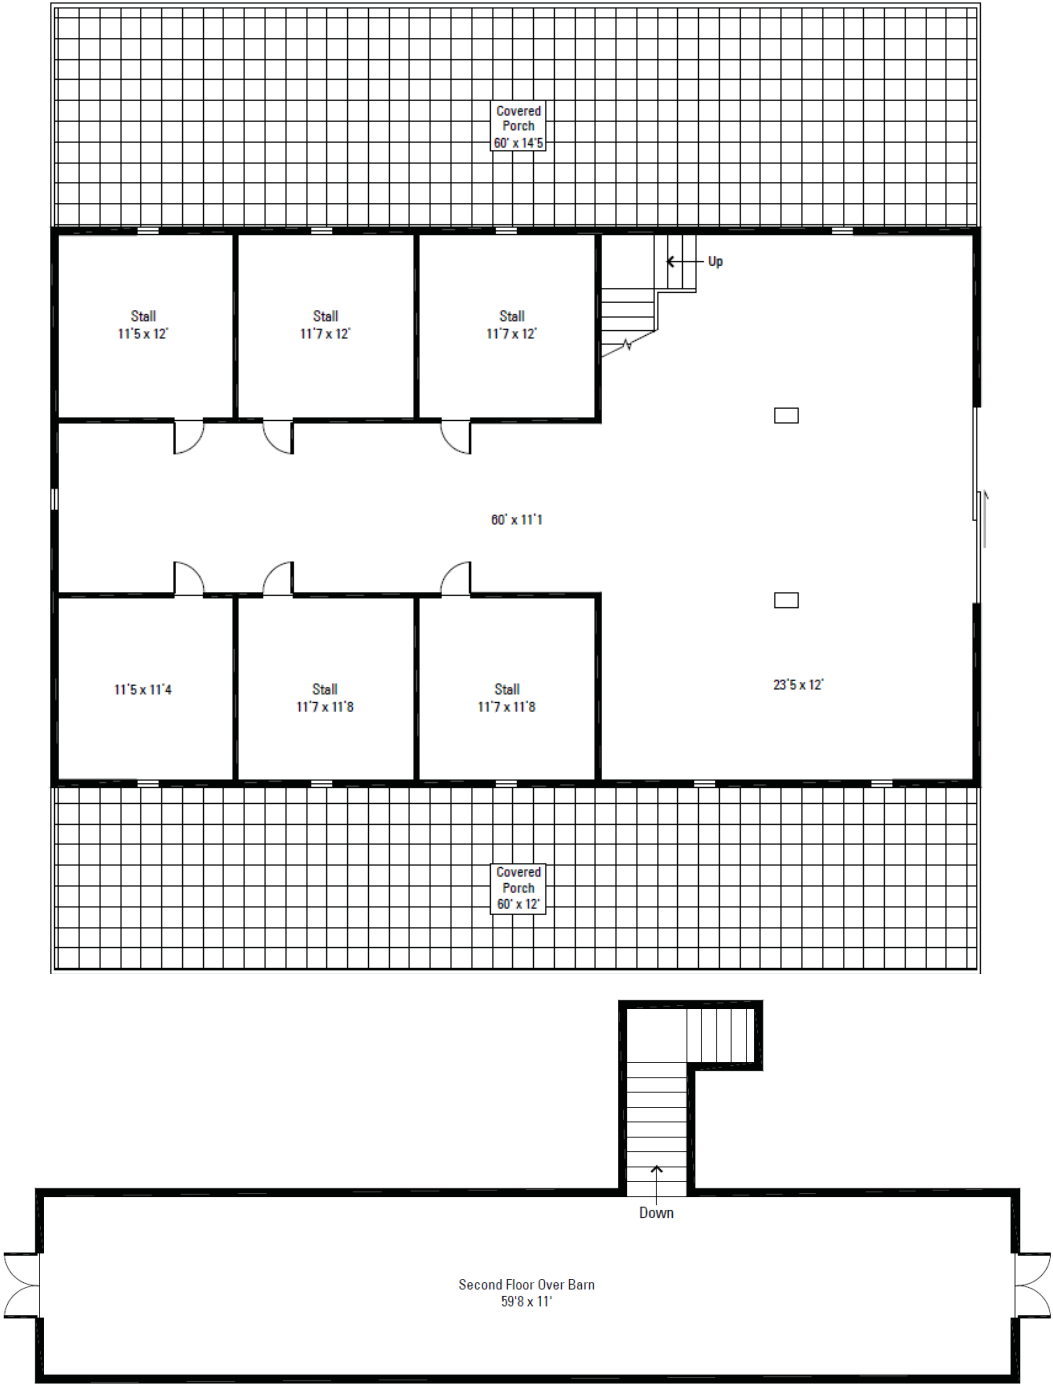 Covered
Porch
60' x 14'5
Up
Stall
11'5 x 12'
Stall
11'7 x 12'
Stall
11'7 x 12'
60' x 11'1
11'5 x 11'4
Stall
11'7 x 11'8
Stall
11'7 x 11'8
23'5 x 12'
Covered
Porch
60' x 12'
Down
Second Floor Over Barn
59'8 x 11'